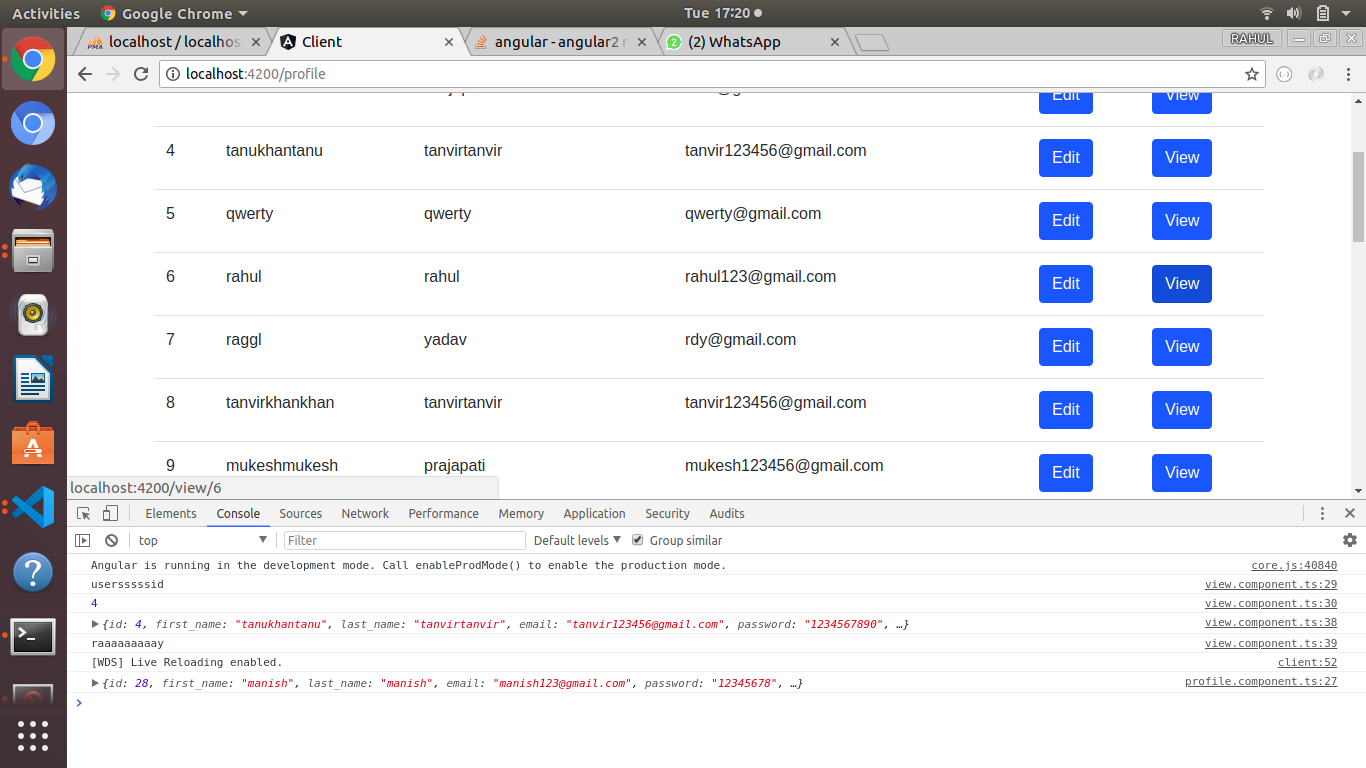 Activities Google Chrome Tue 17:20
localhost / localhos Client angular - angular2 r (2) WhatsApp RAHUL
localhost:4200/profile
Edit View
4 tanukhantanu tanvirtanvir tanvir123456@gmail.com Edit View
5 qwerty qwerty qwerty@gmail.com Edit View
6 rahul rahul rahul123@gmail.com Edit View
7 raggl yadav rdy@gmail.com Edit View
8 tanvirkhankhan tanvirtanvir tanvir123456@gmail.com Edit View
9 mukeshmukesh prajapati mukesh123456@gmail.com Edit View
localhost:4200/view/6
Elements Console Sources Network Performance Memory Application Security Audits
top Filter Default levels Group similar
Angular is running in the development mode. Call enableProdMode() to enable the production mode. core.js:40840
usersssssid view.component.ts:29
4 view.component.ts:30
{id: 4, first_name: "tanukhantanu", last_name: "tanvirtanvir", email: "tanvir123456@gmail.com", password: "1234567890", …} view.component.ts:38
raaaaaaaaay view.component.ts:39
[WDS] Live Reloading enabled. client:52
{id: 28, first_name: "manish", last_name: "manish", email: "manish123@gmail.com", password: "12345678", …} profile.component.ts:27